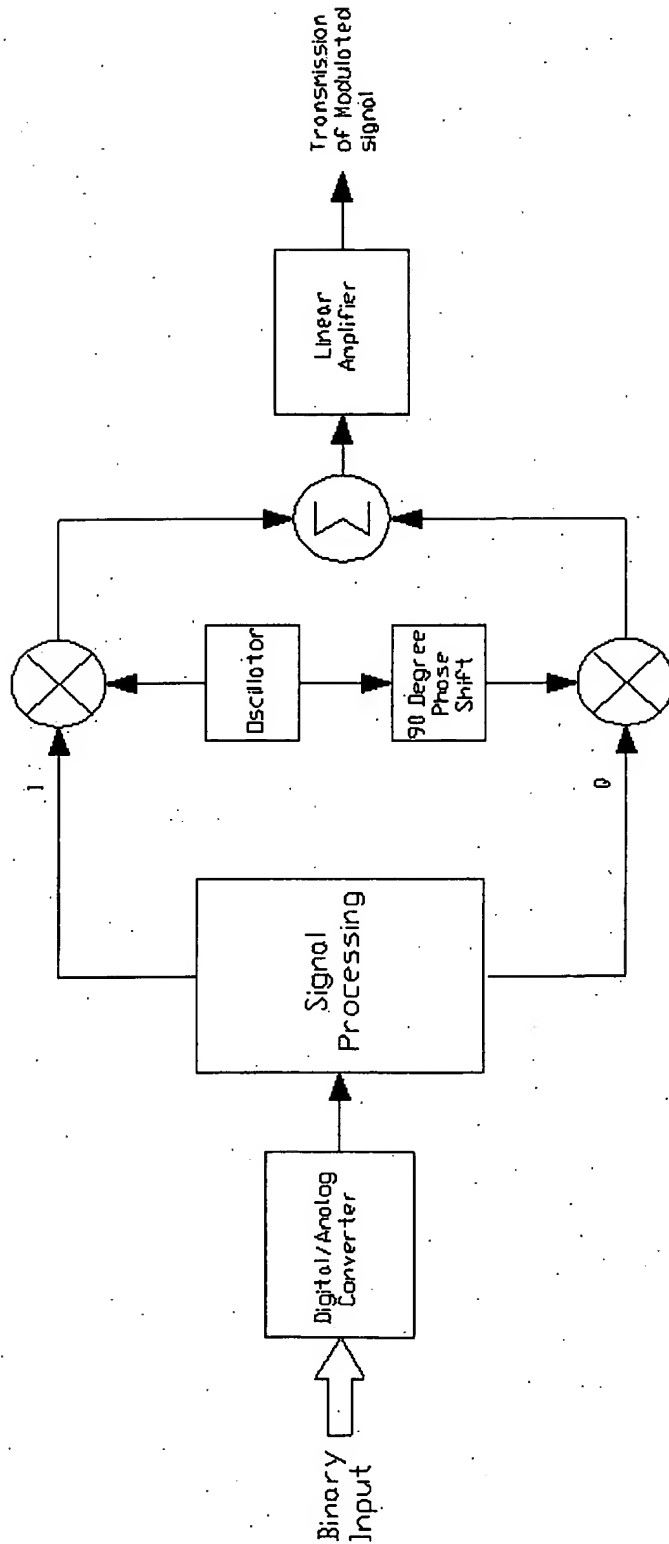 Binary
Input
Digital/Analog
Converter
Signal
Processing
I
Q
Oscillator
90 Degree
Phase
Shift
Σ
Linear
Amplifier
Transmission
of Modulated
signal